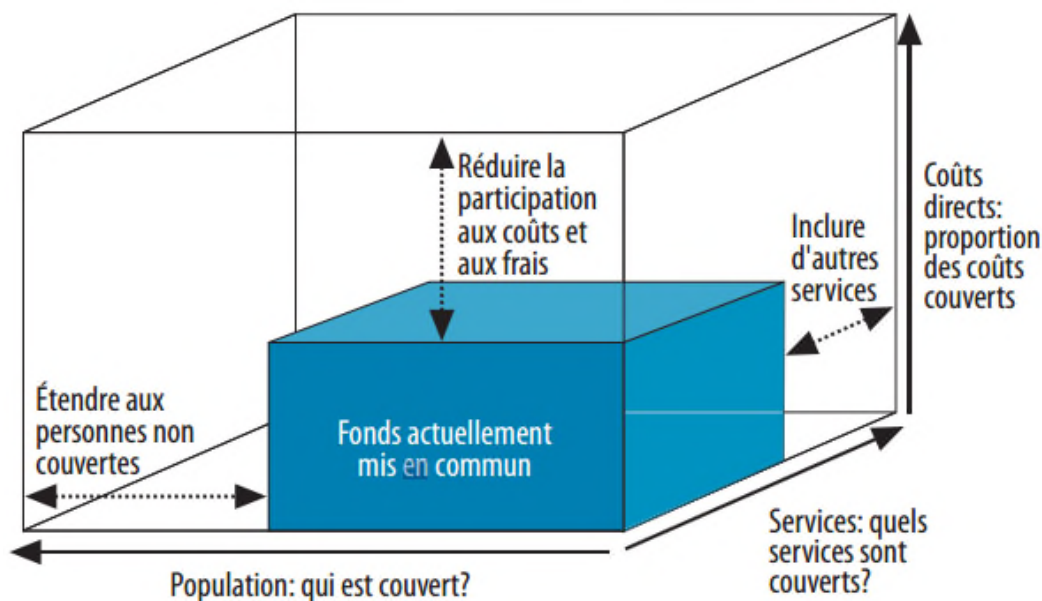 Réduire la
participation
aux coûts et
aux frais
Inclure
d'autres
services
Coûts
directs:
proportion
des coûts
couverts
Étendre aux
personnes non
couvertes
Fonds actuellement
mis en commun
Services: quels
services sont
couverts?
Population: qui est couvert?